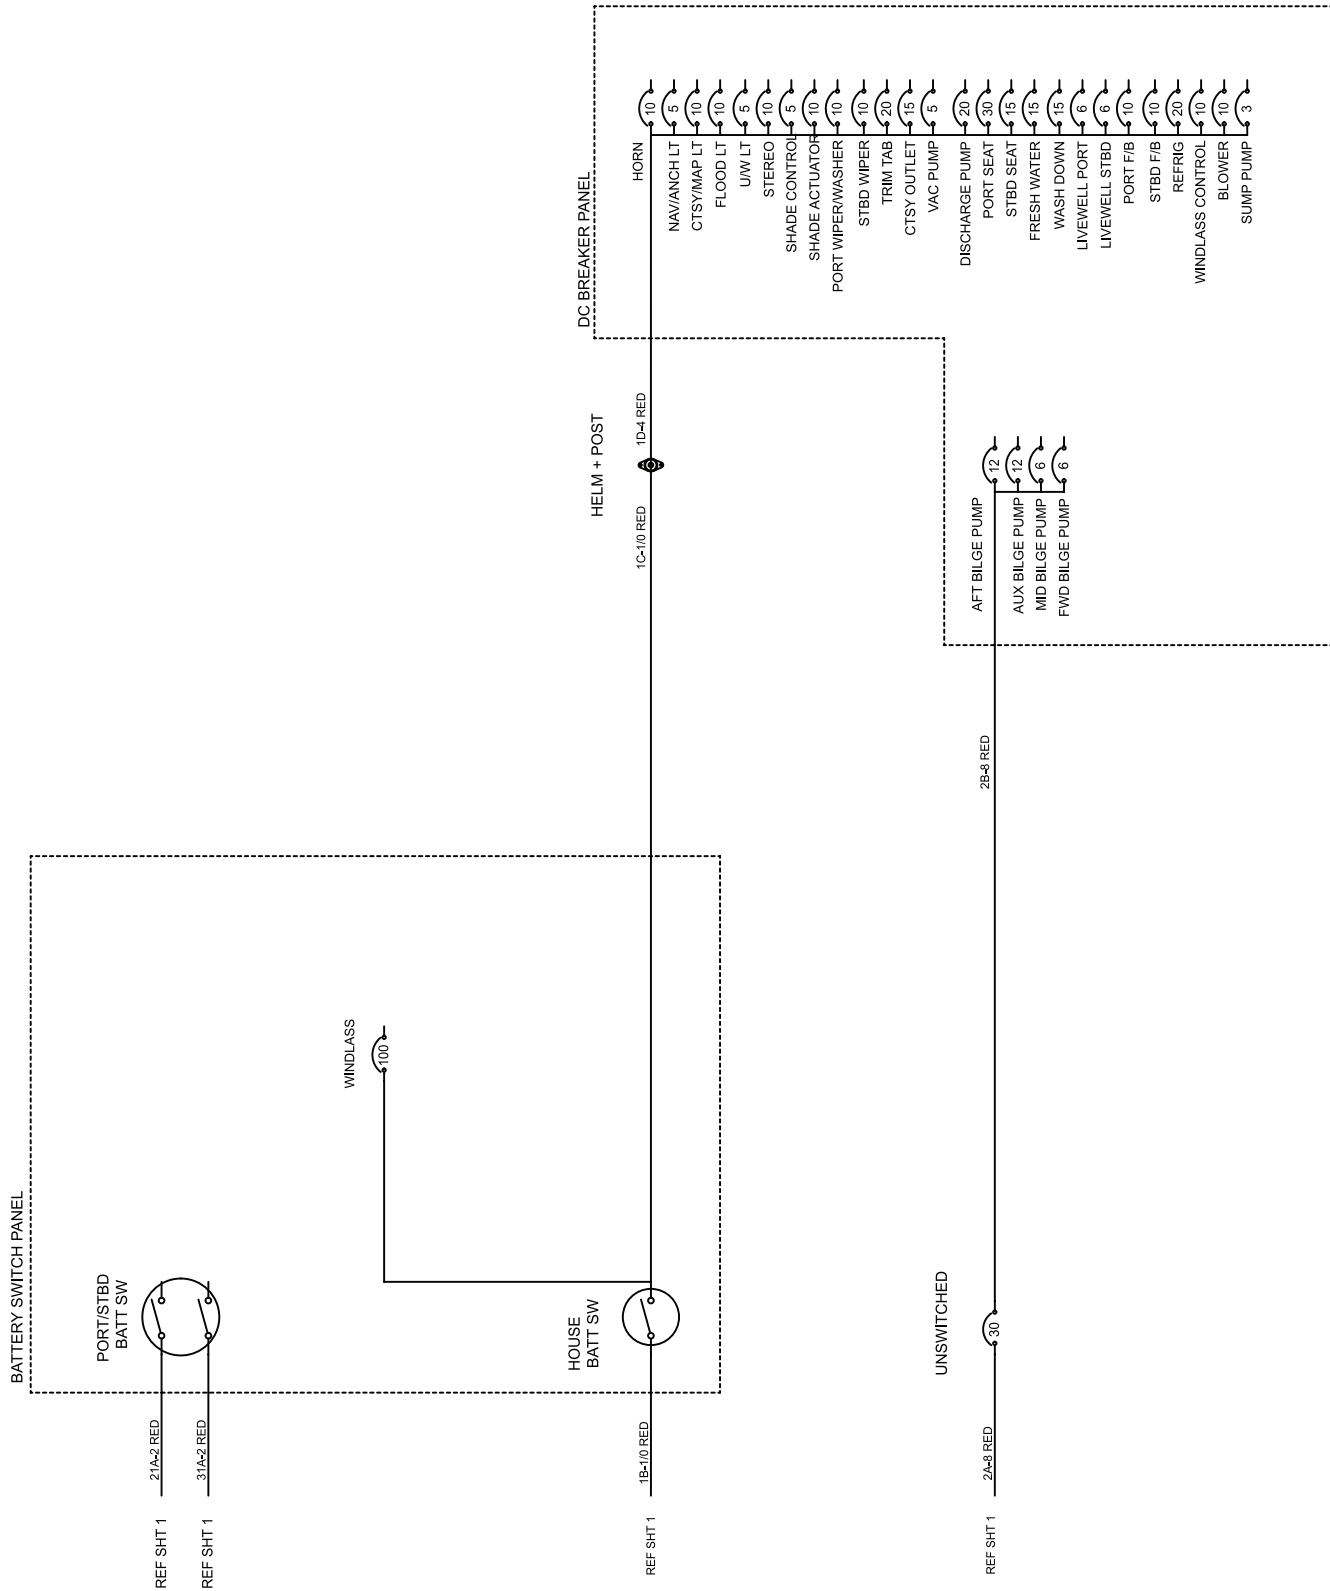 BATTERY SWITCH PANEL
PORT/STBD
BATT SW
21A-2 RED
31A-2 RED
REF SHT 1
REF SHT 1
WINDLASS
100
HOUSE
BATT SW
1B-1/0 RED
REF SHT 1
HELM + POST
1C-1/0 RED
1D-4 RED
DC BREAKER PANEL
HORN 10
NAV/ANCH LT 5
CTSY/MAP LT 10
FLOOD LT 10
U/W LT 5
STEREO 10
SHADE CONTROL 5
SHADE ACTUATOR 10
PORT WIPER/WASHER 10
STBD WIPER 10
TRIM TAB 20
CTSY OUTLET 15
VAC PUMP 5
DISCHARGE PUMP 20
PORT SEAT 30
STBD SEAT 15
FRESH WATER 15
WASH DOWN 15
LIVEWELL PORT 6
LIVEWELL STBD 6
PORT F/B 10
STBD F/B 10
REFRIG 20
WINDLASS CONTROL 10
BLOWER 10
SUMP PUMP 3
AFT BILGE PUMP 12
AUX BILGE PUMP 12
MID BILGE PUMP 6
FWD BILGE PUMP 6
2B-8 RED
UNSWITCHED
30
2A-8 RED
REF SHT 1